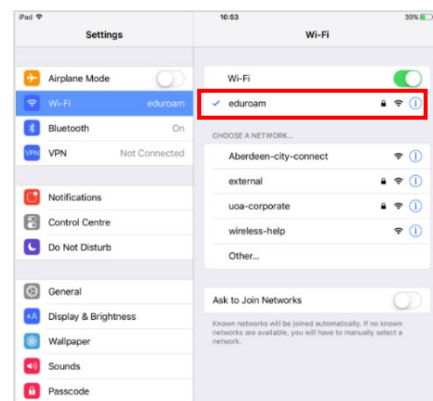 iPad 10:53 30%
Settings Wi-Fi
Airplane Mode Wi-Fi
Wi-Fi eduroam eduroam
Bluetooth On CHOOSE A NETWORK...
VPN VPN Not Connected Aberdeen-city-connect
external
Notifications uoa-corporate
Control Centre wireless-help
Do Not Disturb Other...
General Ask to Join Networks
AA Display & Brightness Known networks will be joined automatically. If no known
Wallpaper networks are available, you will have to manually select a
network.
Sounds
Passcode